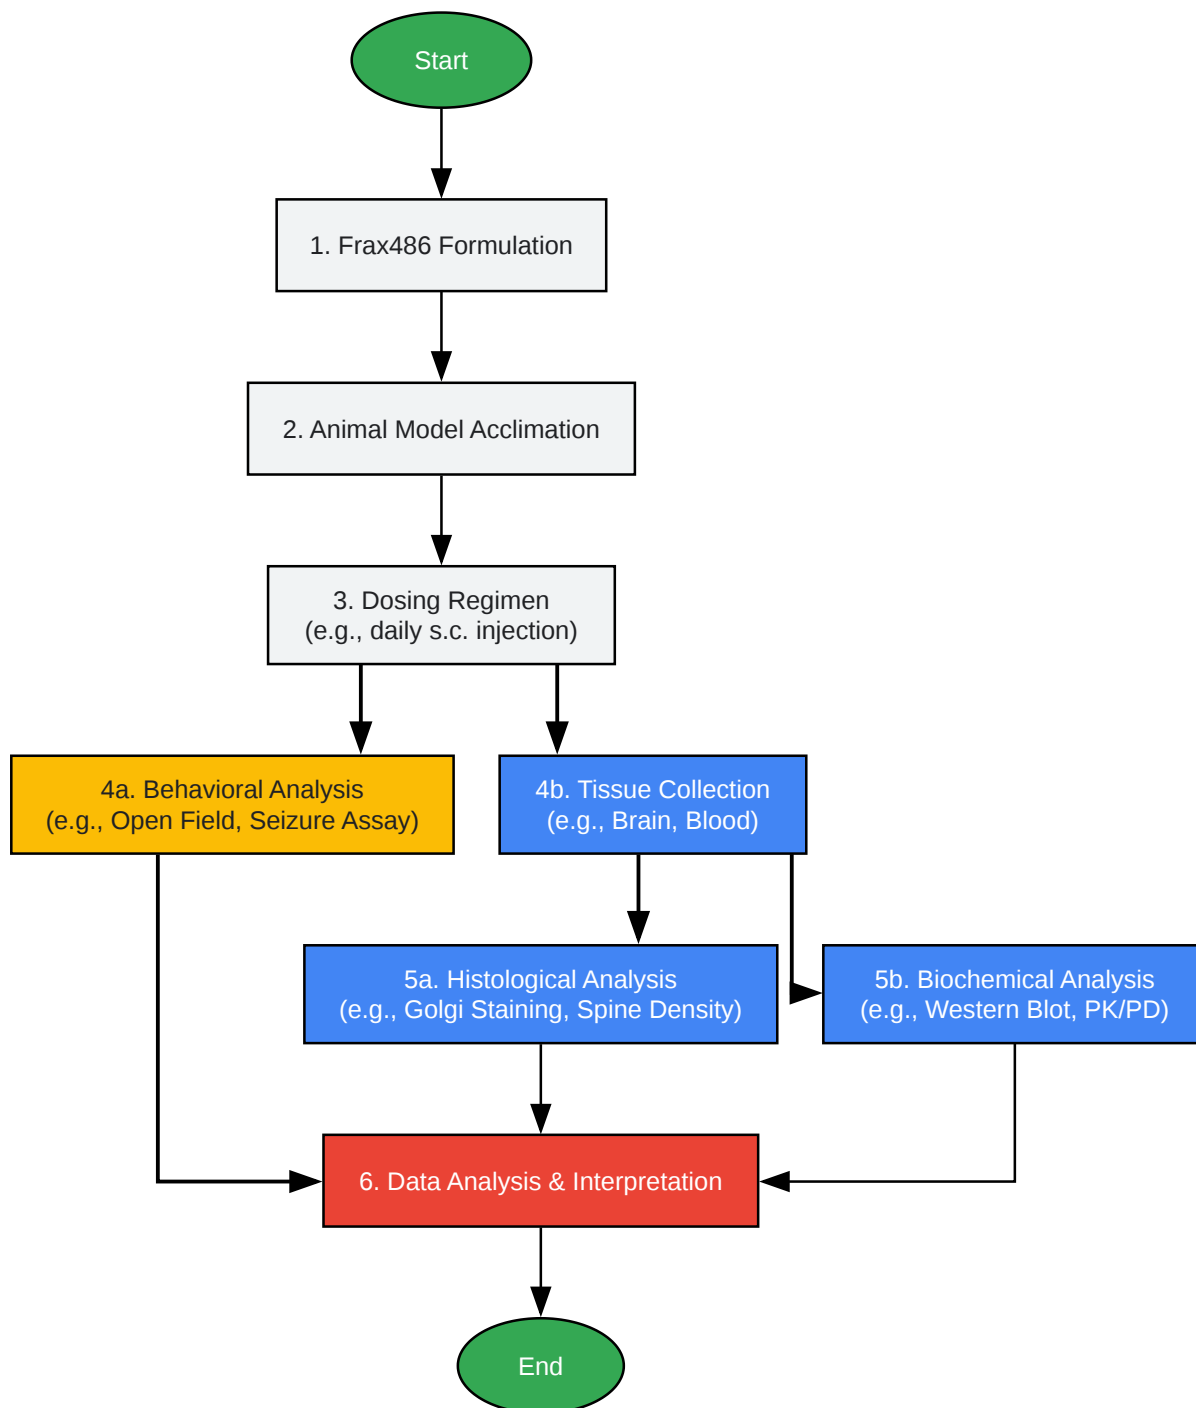 Start
1. Frax486 Formulation
2. Animal Model Acclimation
3. Dosing Regimen
(e.g., daily s.c. injection)
4a. Behavioral Analysis
(e.g., Open Field, Seizure Assay)
4b. Tissue Collection
(e.g., Brain, Blood)
5a. Histological Analysis
(e.g., Golgi Staining, Spine Density)
5b. Biochemical Analysis
(e.g., Western Blot, PK/PD)
6. Data Analysis & Interpretation
End